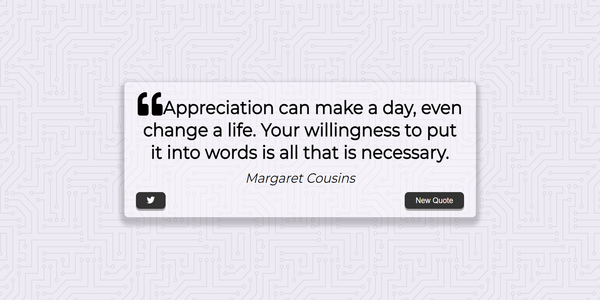 ❝Appreciation can make a day, even
change a life. Your willingness to put
it into words is all that is necessary.
Margaret Cousins
New Quote